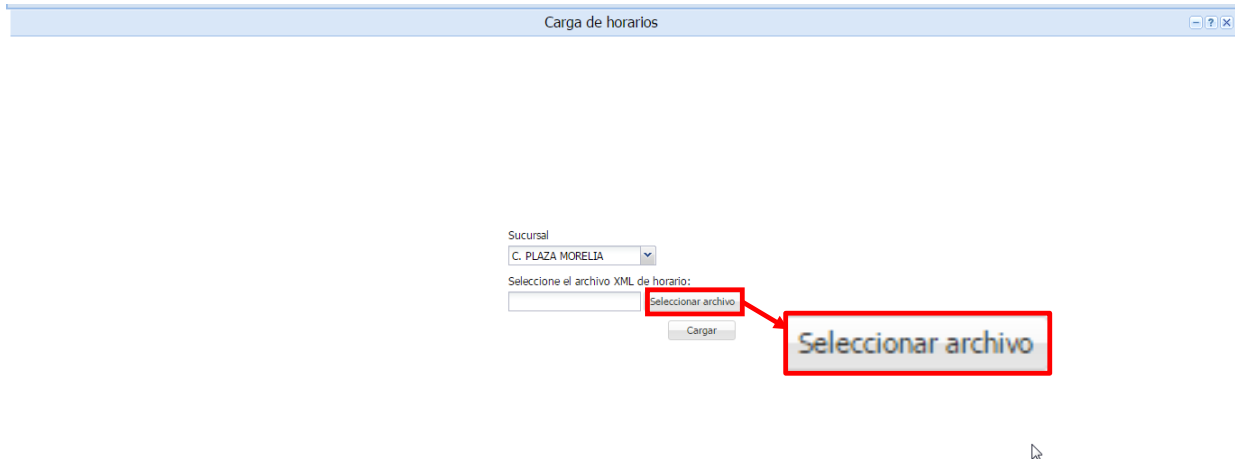 Carga de horarios
Sucursal
C. PLAZA MORELIA
Seleccione el archivo XML de horario:
Seleccionar archivo
Cargar
Seleccionar archivo